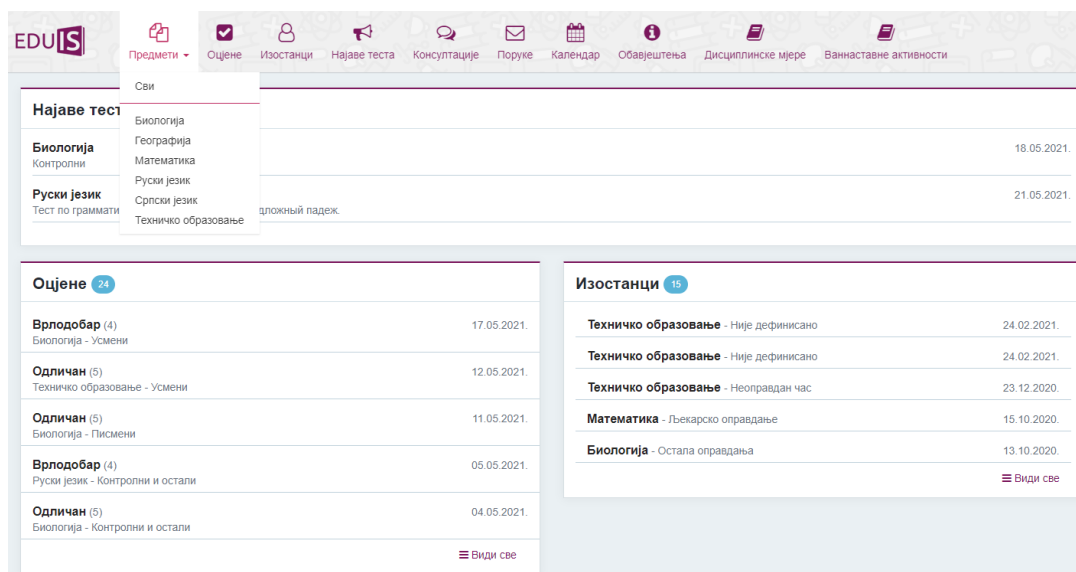 EDUIS
Предмети
Оцјене
Изостанци
Најаве теста
Консултације
Поруке
Календар
Обавјештења
Дисциплинске мјере
Ваннаставне активности
Сви
Биологија
Географија
Математика
Руски језик
Српски језик
Техничко образовање
Најаве тест
Биологија 18.05.2021.
Контролни
Руски језик 21.05.2021.
Тест по граммати дложный падеж.
Оцјене 24
Врлодобар (4) 17.05.2021.
Биологија - Усмени
Одличан (5) 12.05.2021.
Техничко образовање - Усмени
Одличан (5) 11.05.2021.
Биологија - Писмени
Врлодобар (4) 05.05.2021.
Руски језик - Контролни и остали
Одличан (5) 04.05.2021.
Биологија - Контролни и остали
Види све
Изостанци 15
Техничко образовање - Није дефинисано 24.02.2021.
Техничко образовање - Није дефинисано 24.02.2021.
Техничко образовање - Неоправдан час 23.12.2020.
Математика - Љекарско оправдање 15.10.2020.
Биологија - Остала оправдања 13.10.2020.
Види све